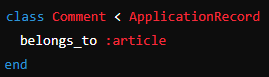 class Comment < ApplicationRecord
  belongs_to :article
end